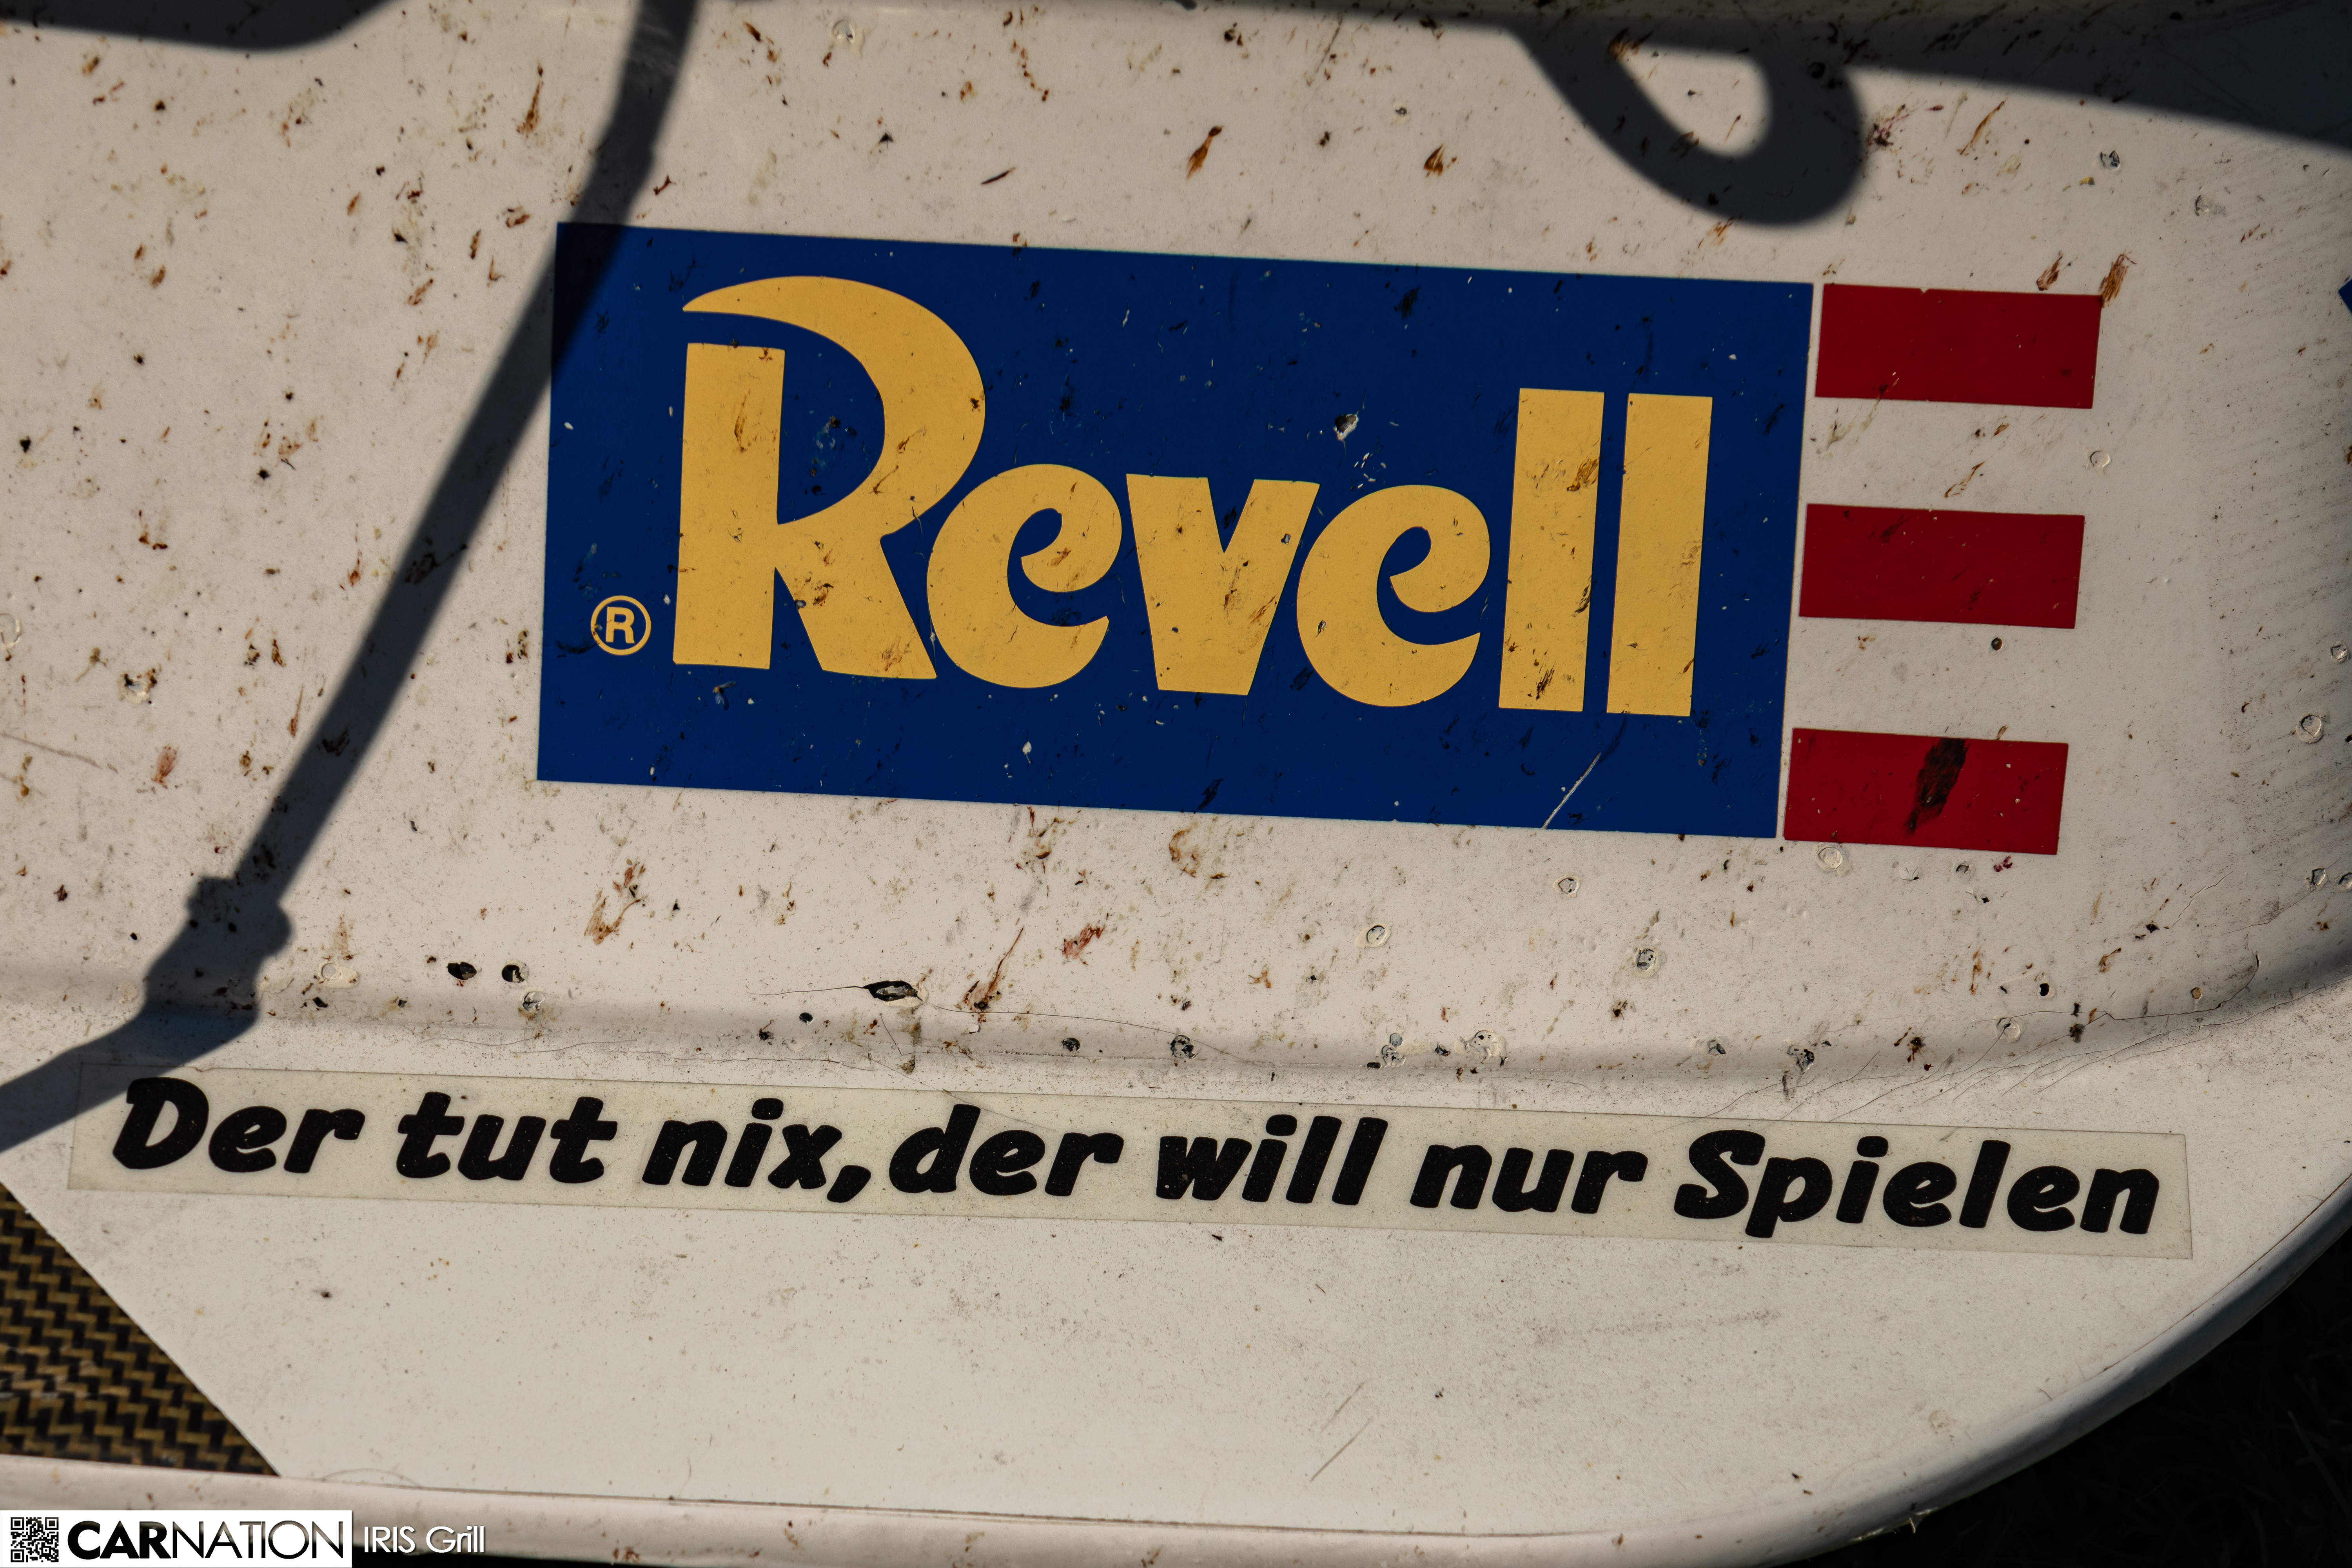 ® Revell
Der tut nix, der will nur Spielen
CARNATION IRIS Grill